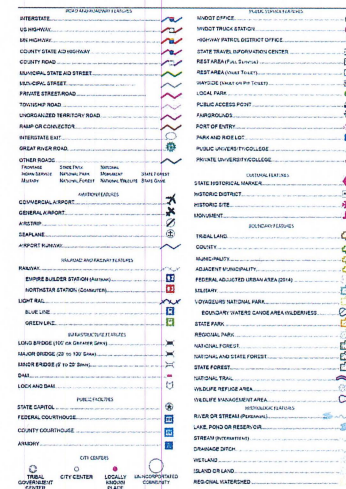 ROAD AND ROADWAY FEATURES
INTERSTATE
US HIGHWAY
MN HIGHWAY
COUNTY STATE AID HIGHWAY
COUNTY ROAD
MUNICIPAL STATE AID STREET
MUNICIPAL STREET
PRIVATE STREET/ROAD
TOWNSHIP ROAD
UNORGANIZED TERRITORY ROAD
RAMP OR CONNECTOR
INTERSTATE EXIT
GREAT RIVER ROAD
OTHER ROADS
FRONTAGE STATE PARK NATIONAL
INDIAN SERVICE NATIONAL PARK MONUMENT STATE FOREST
MILITARY NATIONAL FOREST NATIONAL WILDLIFE STATE GAME
AVIATION FEATURES
COMMERCIAL AIRPORT
GENERAL AIRPORT
AIRSTRIP
SEAPLANE
AIRPORT RUNWAY
RAILROAD AND RAILWAY FEATURES
RAILWAY
EMPIRE BUILDER STATION (AMTRAK)
NORTHSTAR STATION (COMMUTER)
LIGHT RAIL
BLUE LINE
GREEN LINE
INFRASTRUCTURE FEATURES
LONG BRIDGE (100' OR GREATER SPAN)
MAJOR BRIDGE (20' to 100' SPAN)
MINOR BRIDGE (6' to 20' SPAN)
DAM
LOCK AND DAM
PUBLIC FACILITIES
STATE CAPITOL
FEDERAL COURTHOUSE
COUNTY COURTHOUSE
ARMORY
CITY CENTERS
TRIBAL GOVERNMENT CENTER
CITY CENTER
LOCALLY KNOWN PLACE
UNINCORPORATED COMMUNITY
PUBLIC SERVICE FEATURES
MNDOT OFFICE
MNDOT TRUCK STATION
HIGHWAY PATROL DISTRICT OFFICE
STATE TRAVEL INFORMATION CENTER
REST AREA (FULL SERVICE)
REST AREA (VAULT TOILET)
WAYSIDE (VAULT OR PIT TOILET)
LOCAL PARK
PUBLIC ACCESS POINT
FAIRGROUNDS
PORT OF ENTRY
PARK AND RIDE LOT
PUBLIC UNIVERSITY/COLLEGE
PRIVATE UNIVERSITY/COLLEGE
CULTURAL FEATURES
STATE HISTORICAL MARKER
HISTORIC DISTRICT
HISTORIC SITE
MONUMENT
BOUNDARY FEATURES
TRIBAL LAND
COUNTY
MUNICIPALITY
ADJACENT MUNICIPALITY
FEDERAL ADJUSTED URBAN AREA (2014)
MILITARY
VOYAGEURS NATIONAL PARK
BOUNDARY WATERS CANOE AREA WILDERNESS
STATE PARK
REGIONAL PARK
NATIONAL FOREST
NATIONAL AND STATE FOREST
STATE FOREST
NATIONAL TRAIL
WILDLIFE REFUGE AREA
WILDLIFE MANAGEMENT AREA
HYDROLOGIC FEATURES
RIVER OR STREAM (PERENNIAL)
LAKE, POND OR RESERVOIR
STREAM (INTERMITTENT)
DRAINAGE DITCH
WETLAND
ISLAND OR LAND
REGIONAL WATERSHED